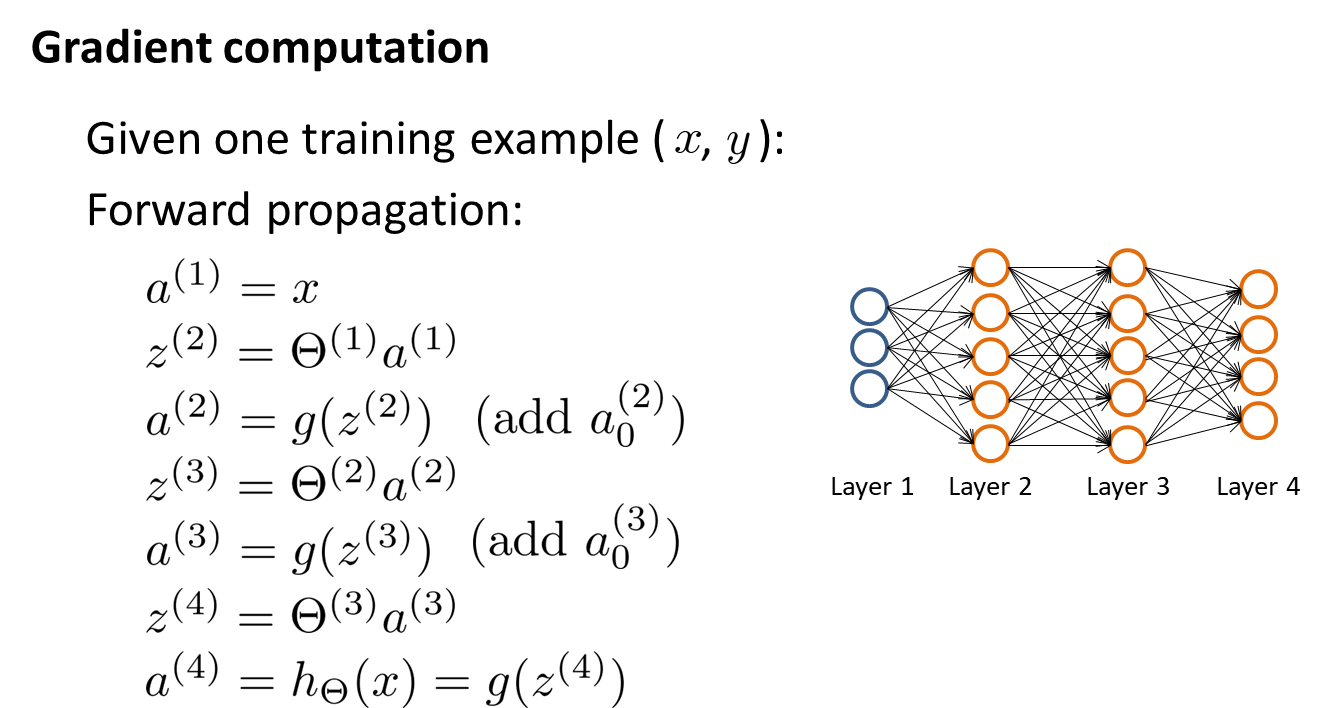 Gradient computation
Given one training example (x, y):
Forward propagation:
a^{(1)} = x
z^{(2)} = Θ^{(1)}a^{(1)}
a^{(2)} = g(z^{(2)}) (add a_0^{(2)})
z^{(3)} = Θ^{(2)}a^{(2)}
a^{(3)} = g(z^{(3)}) (add a_0^{(3)})
z^{(4)} = Θ^{(3)}a^{(3)}
a^{(4)} = h_Θ(x) = g(z^{(4)})
Layer 1 Layer 2 Layer 3 Layer 4